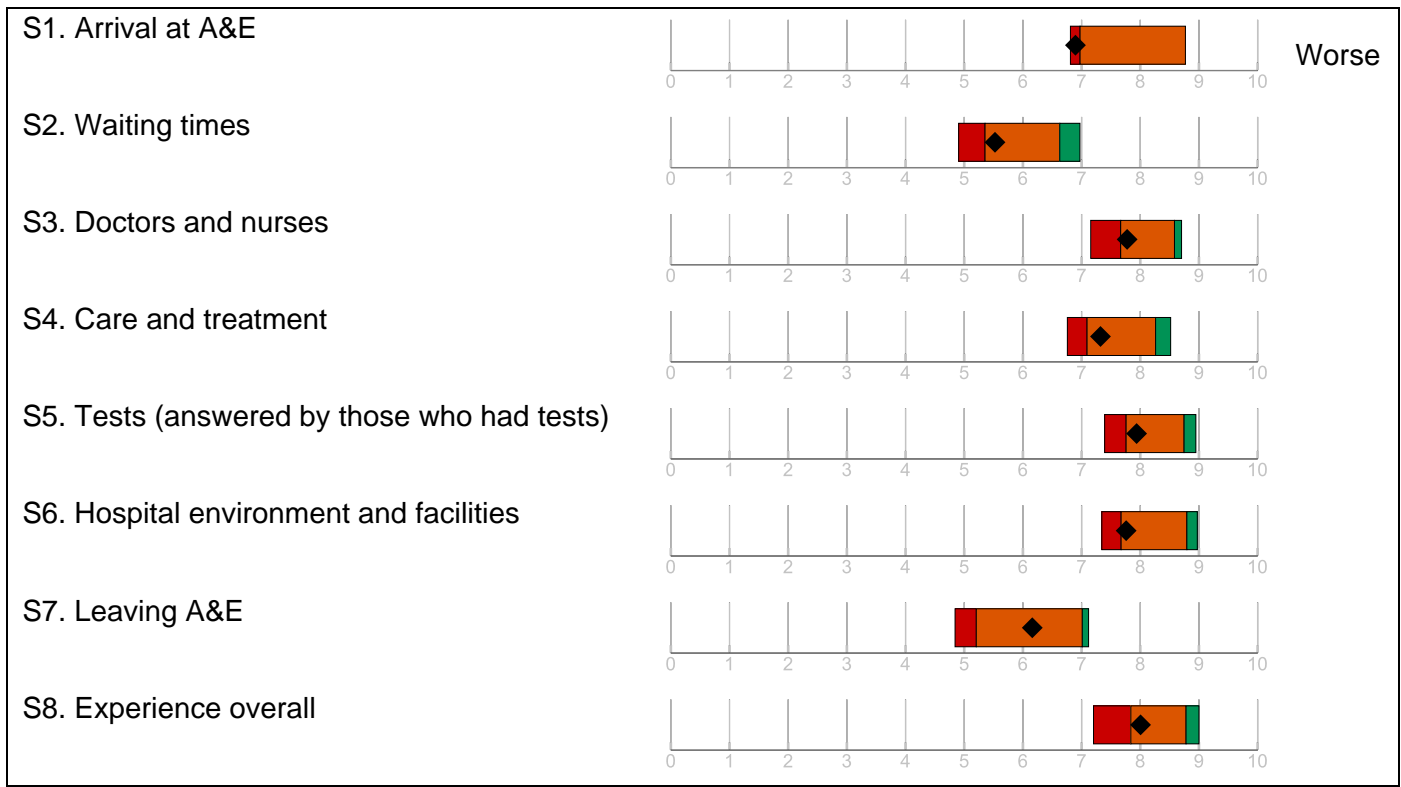 S1. Arrival at A&E
Worse
0 1 2 3 4 5 6 7 8 9 10
S2. Waiting times
0 1 2 3 4 5 6 7 8 9 10
S3. Doctors and nurses
0 1 2 3 4 5 6 7 8 9 10
S4. Care and treatment
0 1 2 3 4 5 6 7 8 9 10
S5. Tests (answered by those who had tests)
0 1 2 3 4 5 6 7 8 9 10
S6. Hospital environment and facilities
0 1 2 3 4 5 6 7 8 9 10
S7. Leaving A&E
0 1 2 3 4 5 6 7 8 9 10
S8. Experience overall
0 1 2 3 4 5 6 7 8 9 10